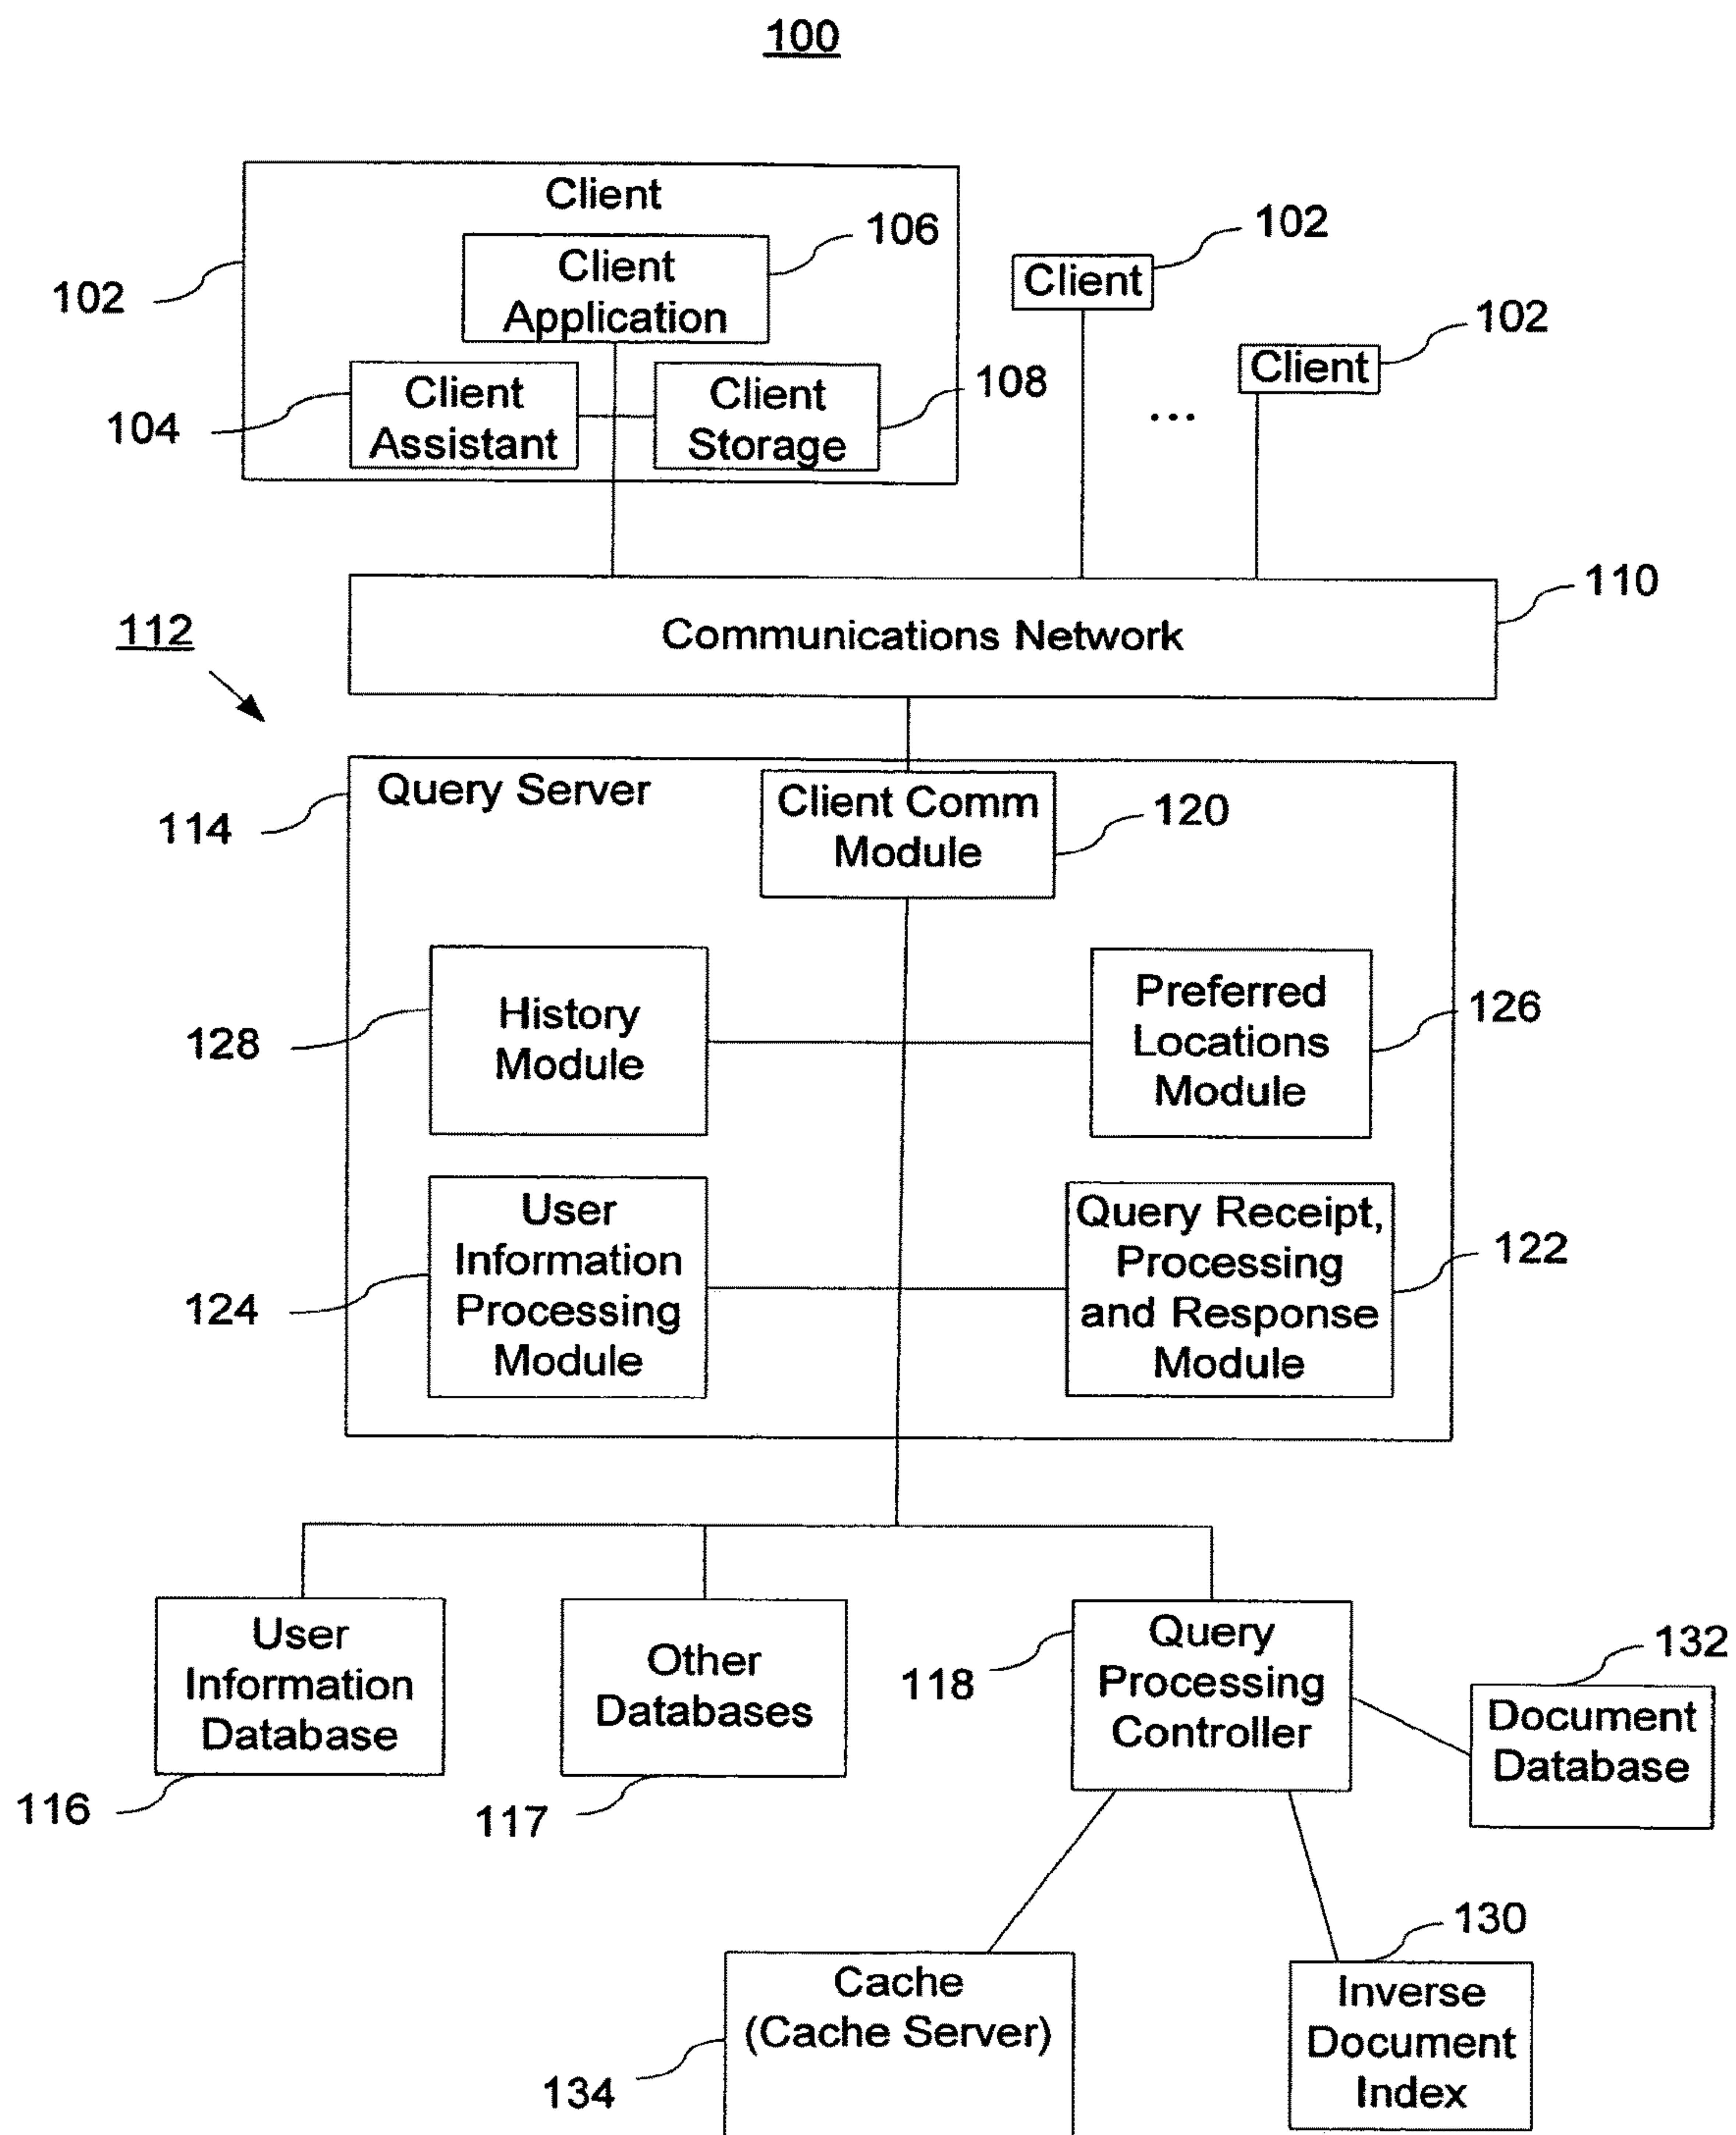 100
Client
106
Client
Application
102
Client
102
Client
102
Client
Assistant
104
Client
Storage
108
...
110
Communications Network
112
Query Server
114
Client Comm
Module
120
History
Module
128
Preferred
Locations
Module
126
User
Information
Processing
Module
124
Query Receipt,
Processing
and Response
Module
122
User
Information
Database
116
Other
Databases
117
Query
Processing
Controller
118
132
Document
Database
130
Cache
(Cache Server)
134
Inverse
Document
Index